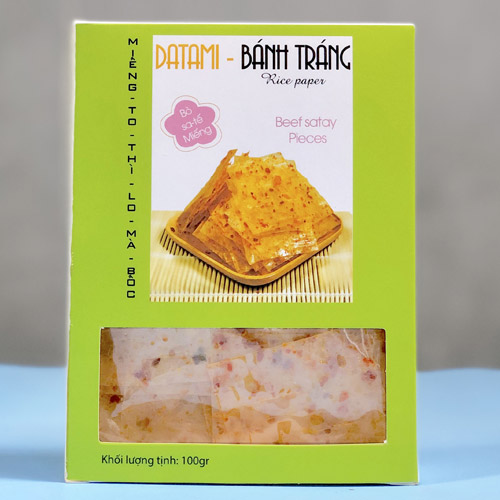 DATAMI - BÁNH TRÁNG
Rice paper
MIẾNG - TO - THÌ - LO - MÀ - BỐC
Bò
sa-tế
Miếng
Beef satay
Pieces
Khối lượng tịnh: 100gr